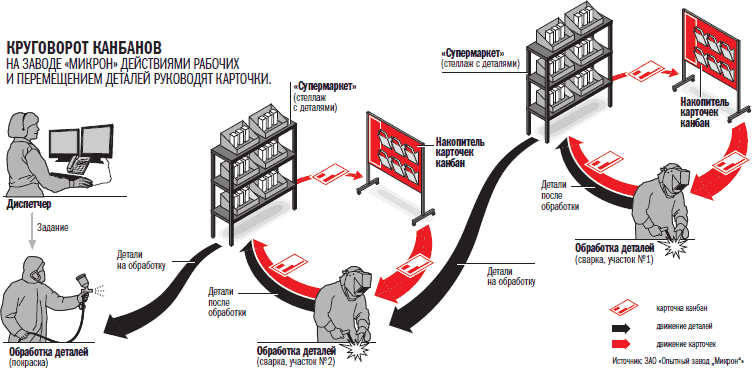 КРУГОВОРОТ КАНБАНОВ
НА ЗАВОДЕ «МИКРОН» ДЕЙСТВИЯМИ РАБОЧИХ
И ПЕРЕМЕЩЕНИЕМ ДЕТАЛЕЙ РУКОВОДЯТ КАРТОЧКИ.
Диспетчер
Задание
Обработка деталей
(покраска)
Детали
на обработку
«Супермаркет»
(стеллаж
с деталями)
Накопитель
карточек
канбан
Детали
после
обработки
Обработка деталей
(сварка, участок №2)
Детали
на обработку
«Супермаркет»
(стеллаж с деталями)
Накопитель
карточек
канбан
Детали
после
обработки
Обработка деталей
(сварка, участок №1)
карточка канбан
движение деталей
движение карточек
Источник: ЗАО «Опытный завод „Микрон“»